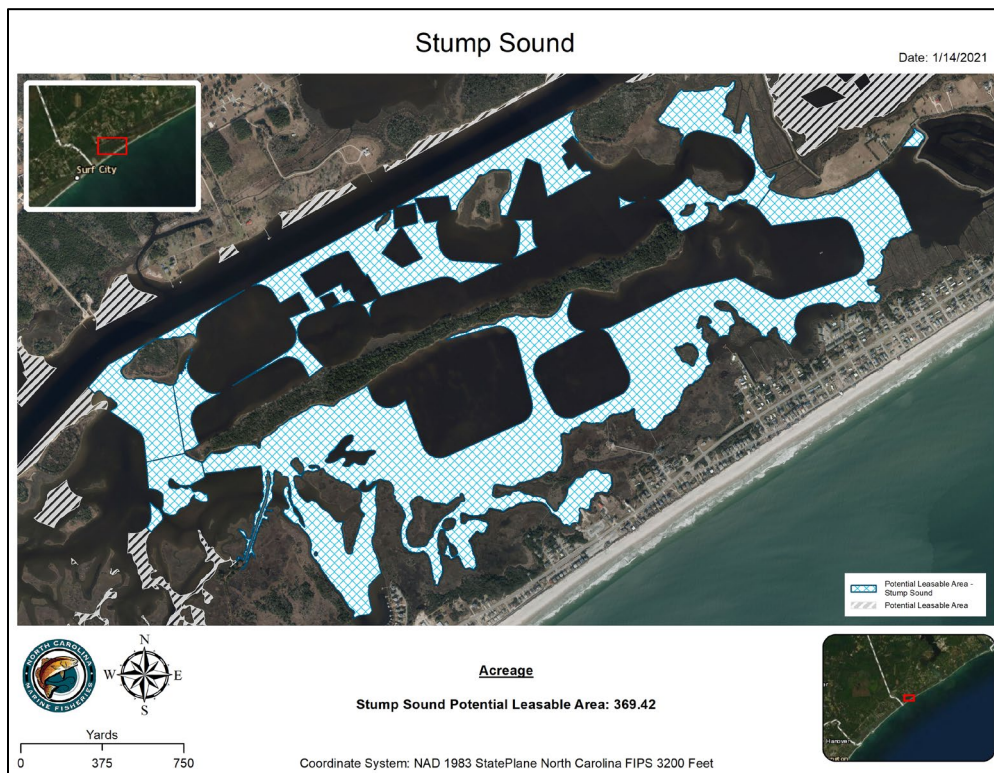 Stump Sound
Date: 1/14/2021
Surf City
Potential Leasable Area -
Stump Sound
Potential Leasable Area
NORTH CAROLINA
MARINE FISHERIES
N
W
E
S
Acreage
Stump Sound Potential Leasable Area: 369.42
Yards
0 375 750
Coordinate System: NAD 1983 StatePlane North Carolina FIPS 3200 Feet
Hanover